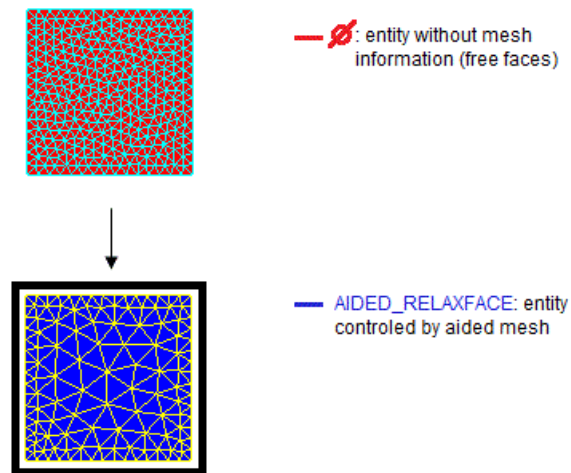 : entity without mesh
information (free faces)
AIDED_RELAXFACE: entity
controled by aided mesh